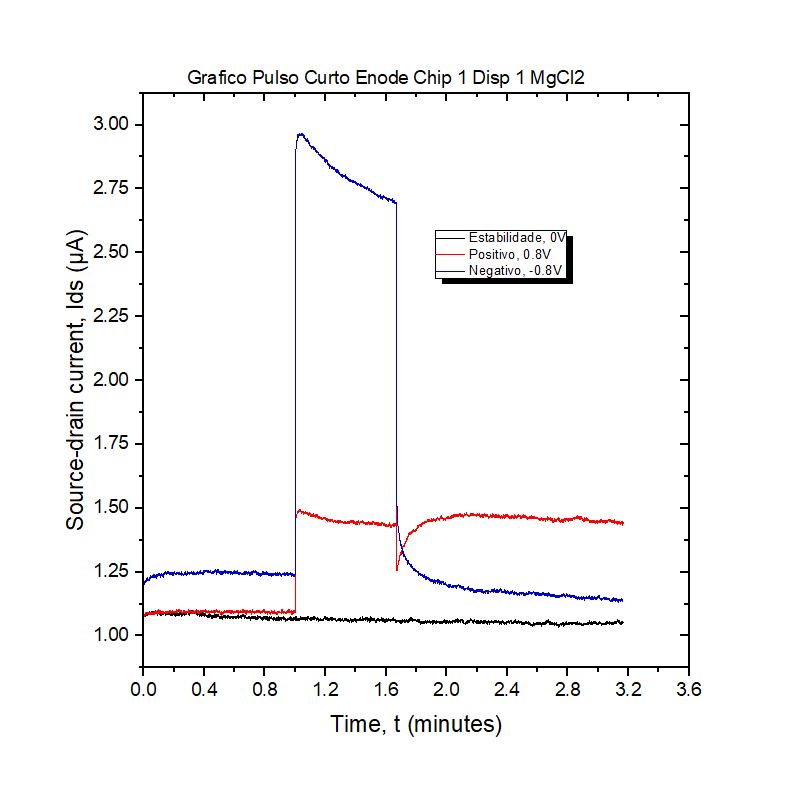 Grafico Pulso Curto Enode Chip 1 Disp 1 MgCl2
3.00
2.75
2.50
2.25
2.00
1.75
1.50
1.25
1.00
Source-drain current, Ids (µA)
Estabilidade, 0V
Positivo, 0.8V
Negativo, -0.8V
0.0 0.4 0.8 1.2 1.6 2.0 2.4 2.8 3.2 3.6
Time, t (minutes)